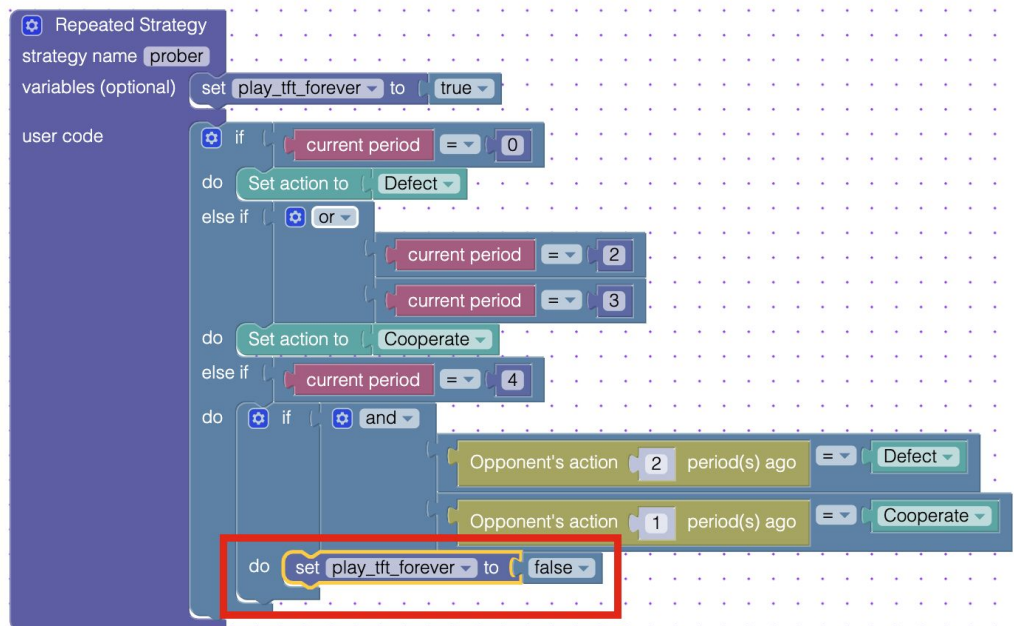 Repeated Strategy
strategy name prober
variables (optional) set play_tft_forever to true
user code if current period = 0
do Set action to Defect
else if or
current period = 2
current period = 3
do Set action to Cooperate
else if current period = 4
do if and
Opponent's action 2 period(s) ago = Defect
Opponent's action 1 period(s) ago = Cooperate
do set play_tft_forever to false